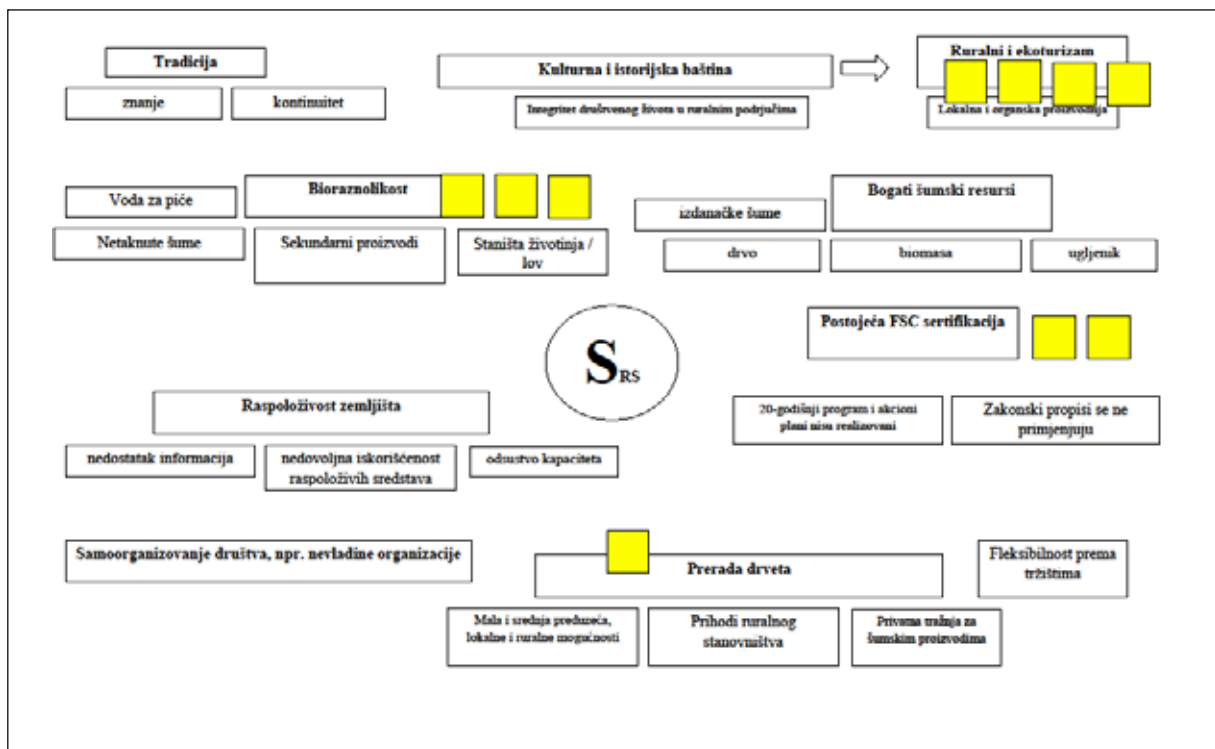 Tradicija
znanje
kontinuitet
Kulturna i istorijska baština
Integritet društvenog života u ruralnim područjima
Ruralni i ekoturizam
Lokalna i organska proizvodnja
Voda za piće
Bioraznolikost
Netaknute šume
Sekundarni proizvodi
Staništa životinja /
lov
Bogati šumski resursi
izdanačke šume
drvo
biomasa
ugljenik
Postojeća FSC sertifikacija
SRS
Raspoloživost zemljišta
nedostatak informacija
nedovoljna iskorišćenost
raspoloživih sredstava
odsustvo kapaciteta
20-godišnji program i akcioni
plani nisu realizovani
Zakonski propisi se ne
primjenjuju
Samoorganizovanje društva, npr. nevladine organizacije
Prerada drveta
Fleksibilnost prema
tržištima
Mala i srednja preduzeća,
lokalne i ruralne mogućnosti
Prihodi ruralnog
stanovništva
Privatna tražnja za
šumskim proizvodima